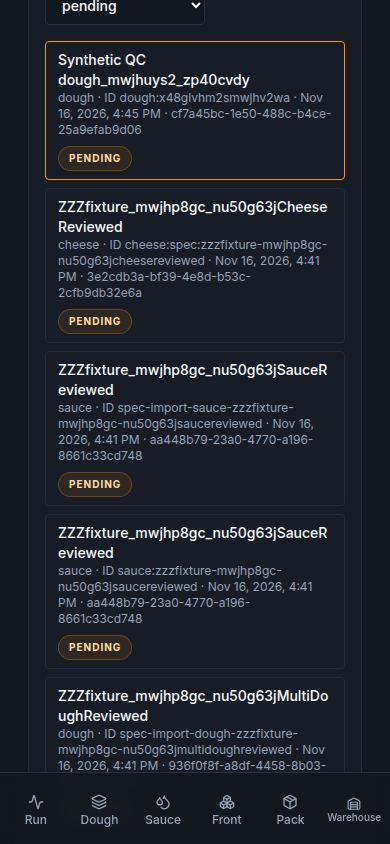 pending
Synthetic QC
dough_mwjhuys2_zp40cvdy
dough · ID dough:x48glvhm2smwjhv2wa · Nov
16, 2026, 4:45 PM · cf7a45bc-1e50-488c-b4ce-
25a9efab9d06
PENDING
ZZZfixture_mwjhp8gc_nu50g63jCheese
Reviewed
cheese · ID cheese:spec:zzzfixture-mwjhp8gc-
nu50g63jcheesereviewed · Nov 16, 2026, 4:41
PM · 3e2cdb3a-bf39-4e8d-b53c-
2cfb9db32e6a
PENDING
ZZZfixture_mwjhp8gc_nu50g63jSauceR
eviewed
sauce · ID spec-import-sauce-zzzfixture-
mwjhp8gc-nu50g63jsaucereviewed · Nov 16,
2026, 4:41 PM · aa448b79-23a0-4770-a196-
8661c33cd748
PENDING
ZZZfixture_mwjhp8gc_nu50g63jSauceR
eviewed
sauce · ID sauce:zzzfixture-mwjhp8gc-
nu50g63jsaucereviewed · Nov 16, 2026, 4:41
PM · aa448b79-23a0-4770-a196-
8661c33cd748
PENDING
ZZZfixture_mwjhp8gc_nu50g63jMultiDo
ughReviewed
dough · ID spec-import-dough-zzzfixture-
mwjhp8gc-nu50g63jmultidoughreviewed · Nov
16, 2026, 4:41 PM · 936f0f8f-a8df-4458-8b03-
Run
Dough
Sauce
Front
Pack
Warehouse